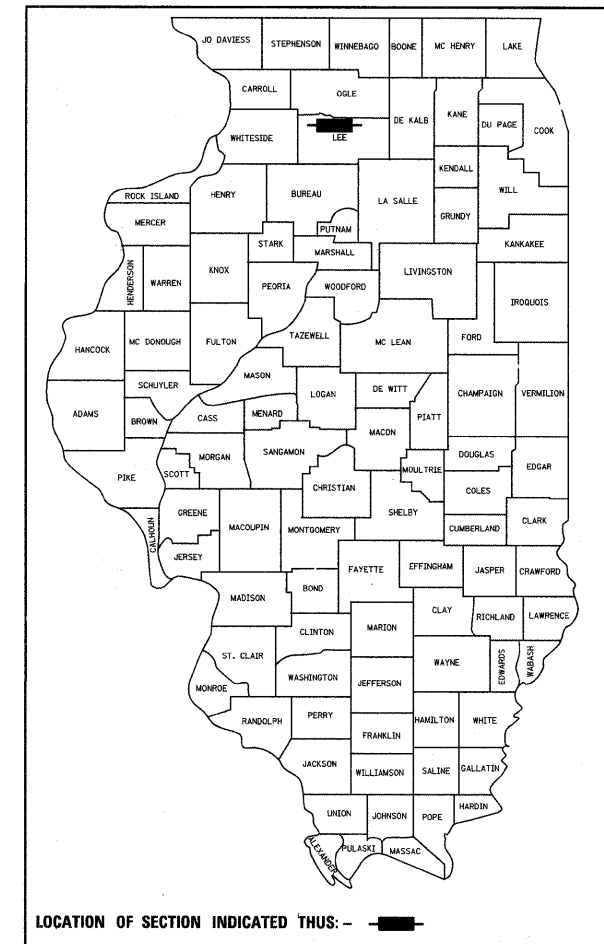 JO DAVIESS STEPHENSON WINNEBAGO BOONE MC HENRY LAKE
CARROLL OGLE
DE KALB KANE DU PAGE COOK
WHITESIDE LEE
KENDALL WILL
ROCK ISLAND HENRY BUREAU LA SALLE GRUNDY
MERCER PUTNAM
STARK MARSHALL KANKAKEE
HENDERSON WARREN KNOX PEORIA WOODFORD LIVINGSTON
IROQUOIS
HANCOCK MC DONOUGH FULTON TAZEWELL MC LEAN FORD
MASON
SCHUYLER LOGAN DE WITT CHAMPAIGN VERMILION
ADAMS BROWN CASS MENARD PIATT
MACON
MORGAN SANGAMON DOUGLAS EDGAR
PIKE SCOTT MOULTRIE
CHRISTIAN COLES
GREENE MACOUPIN MONTGOMERY SHELBY CLARK
CALHOUN CUMBERLAND
JERSEY
FAYETTE EFFINGHAM JASPER CRAWFORD
MADISON BOND
CLAY RICHLAND LAWRENCE
CLINTON MARION
ST. CLAIR WAYNE EDWARDS WABASH
WASHINGTON JEFFERSON
MONROE
RANDOLPH PERRY HAMILTON WHITE
FRANKLIN
JACKSON WILLIAMSON SALINE GALLATIN
UNION JOHNSON POPE HARDIN
ALEXANDER PULASKI MASSAC
LOCATION OF SECTION INDICATED THUS: -